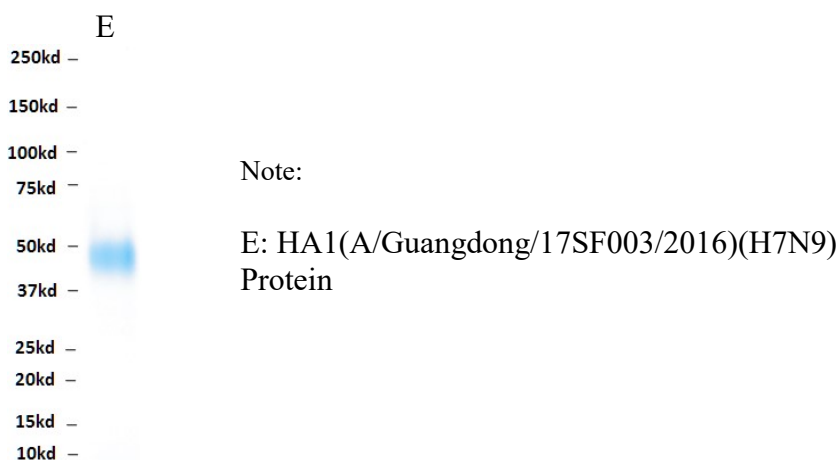 E
250kd
150kd
100kd
75kd
50kd
37kd
25kd
20kd
15kd
10kd
Note:
E: HA1(A/Guangdong/17SF003/2016)(H7N9)
Protein